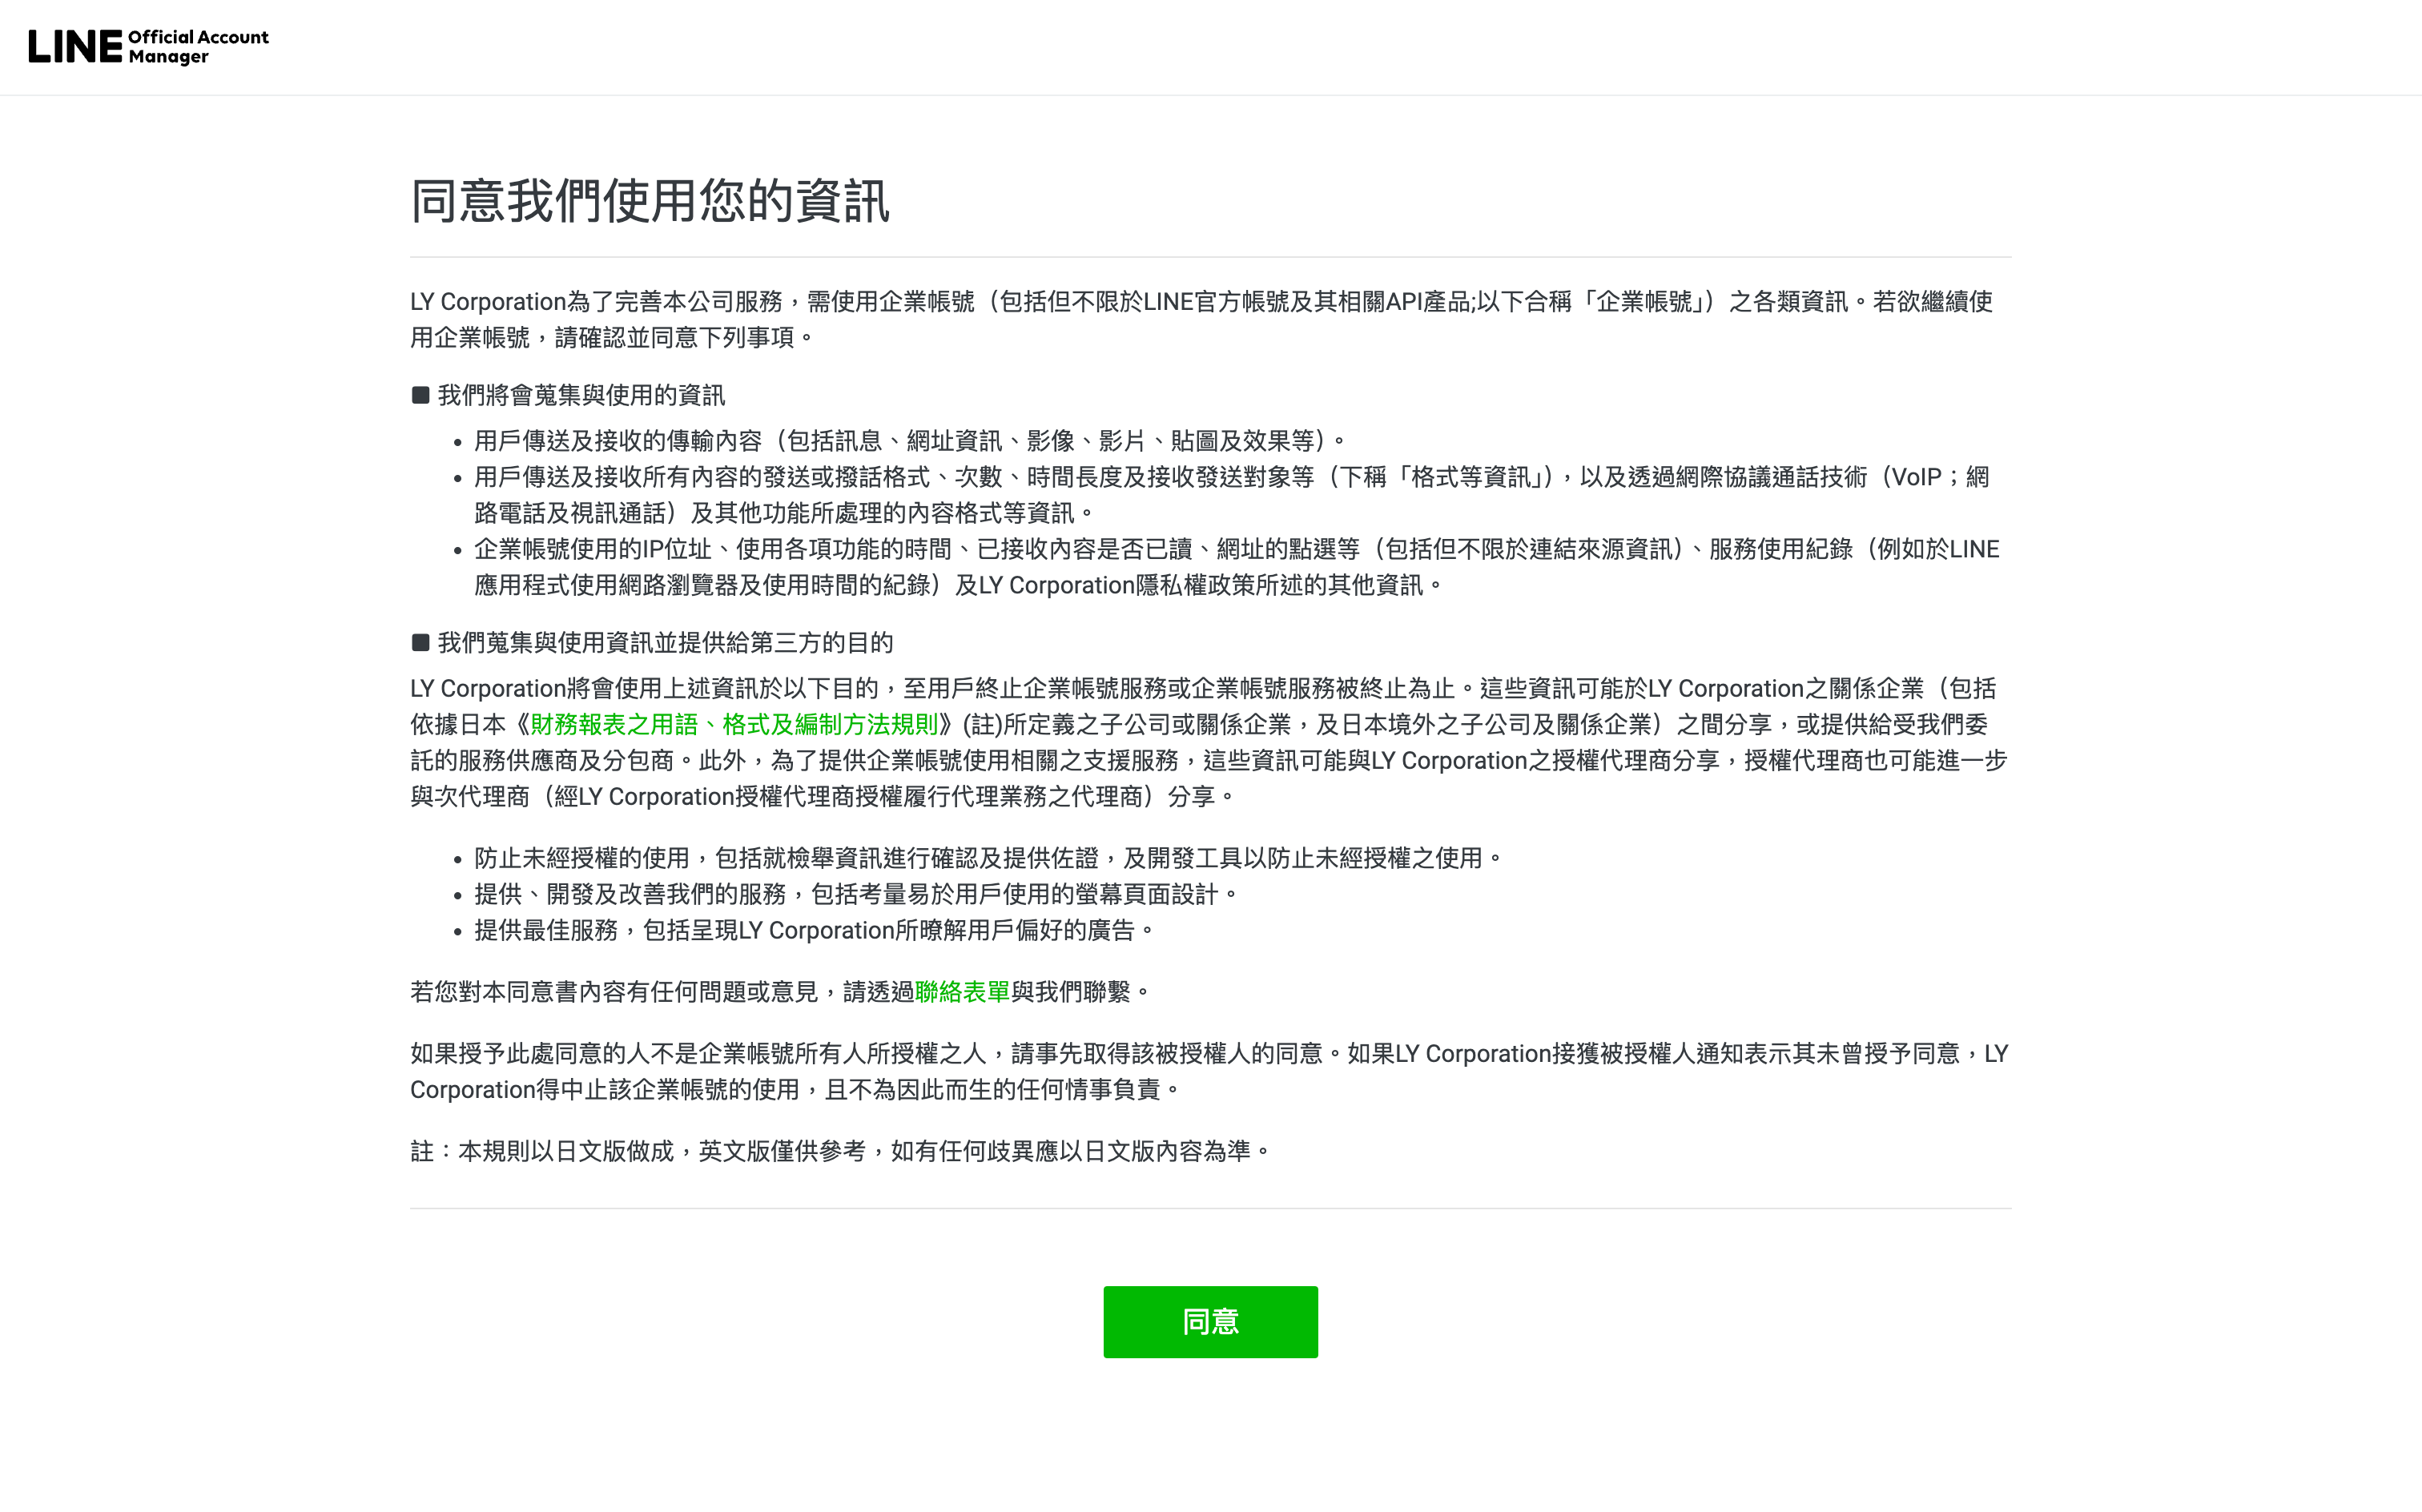 LINE Official Account
Manager
同意我們使用您的資訊
LY Corporation為了完善本公司服務，需使用企業帳號（包括但不限於LINE官方帳號及其相關API產品;以下合稱「企業帳號」）之各類資訊。若欲繼續使
用企業帳號，請確認並同意下列事項。
■ 我們將會蒐集與使用的資訊
• 用戶傳送及接收的傳輸內容（包括訊息、網址資訊、影像、影片、貼圖及效果等）。
• 用戶傳送及接收所有內容的發送或撥話格式、次數、時間長度及接收發送對象等（下稱「格式等資訊」），以及透過網際協議通話技術（VoIP；網
路電話及視訊通話）及其他功能所處理的內容格式等資訊。
• 企業帳號使用的IP位址、使用各項功能的時間、已接收內容是否已讀、網址的點選等（包括但不限於連結來源資訊）、服務使用紀錄（例如於LINE
應用程式使用網路瀏覽器及使用時間的紀錄）及LY Corporation隱私權政策所述的其他資訊。
■ 我們蒐集與使用資訊並提供給第三方的目的
LY Corporation將會使用上述資訊於以下目的，至用戶終止企業帳號服務或企業帳號服務被終止為止。這些資訊可能於LY Corporation之關係企業（包括
依據日本《財務報表之用語、格式及編制方法規則》(註)所定義之子公司或關係企業，及日本境外之子公司及關係企業）之間分享，或提供給受我們委
託的服務供應商及分包商。此外，為了提供企業帳號使用相關之支援服務，這些資訊可能與LY Corporation之授權代理商分享，授權代理商也可能進一步
與次代理商（經LY Corporation授權代理商授權履行代理業務之代理商）分享。
• 防止未經授權的使用，包括就檢舉資訊進行確認及提供佐證，及開發工具以防止未經授權之使用。
• 提供、開發及改善我們的服務，包括考量易於用戶使用的螢幕頁面設計。
• 提供最佳服務，包括呈現LY Corporation所暸解用戶偏好的廣告。
若您對本同意書內容有任何問題或意見，請透過聯絡表單與我們聯繫。
如果授予此處同意的人不是企業帳號所有人所授權之人，請事先取得該被授權人的同意。如果LY Corporation接獲被授權人通知表示其未曾授予同意，LY
Corporation得中止該企業帳號的使用，且不為因此而生的任何情事負責。
註：本規則以日文版做成，英文版僅供參考，如有任何歧異應以日文版內容為準。
同意